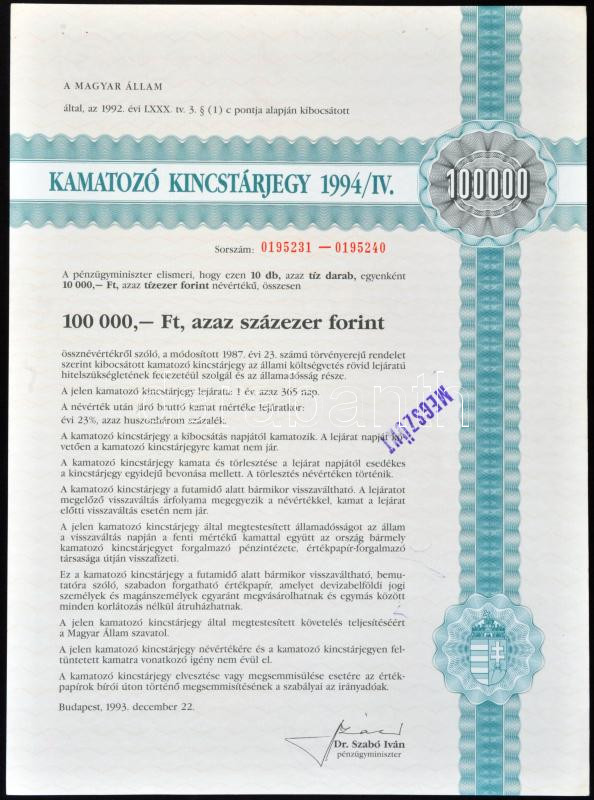 A MAGYAR ÁLLAM
által, az 1992. évi LXXX. tv. 3. § (1) c pontja alapján kibocsátott
KAMATOZÓ KINCSTÁRJEGY 1994/IV.
100000
Sorszám: 0195231 — 0195240
A pénzügyminiszter elismeri, hogy ezen 10 db, azaz tíz darab, egyenként
10 000,— Ft, azaz tízezer forint névértékű, összesen
100 000,— Ft, azaz százezer forint
össznévértékről szóló, a módosított 1987. évi 23. számú törvényerejű rendelet
szerint kibocsátott kamatozó kincstárjegy az állami költségvetés rövid lejáratú
hitelszükségletének fedezetéül szolgál és az államadósság része.
A jelen kamatozó kincstárjegy lejárata: 1 év, azaz 365 nap.
A névérték után járó bruttó kamat mértéke lejáratkor:
évi 23%, azaz huszonhárom százalék.
MEGSZŰNT
A kamatozó kincstárjegy a kibocsátás napjától kamatozik. A lejárat napját kö-
vetően a kamatozó kincstárjegyre kamat nem jár.
A kamatozó kincstárjegy kamata és törlesztése a lejárat napjától esedékes
a kincstárjegy egyidejű bevonása mellett. A törlesztés névértéken történik.
A kamatozó kincstárjegy a futamidő alatt bármikor visszaváltható. A lejáratot
megelőző visszaváltás árfolyama megegyezik a névértékkel, kamat a lejárat
előtti visszaváltás esetén nem jár.
A jelen kamatozó kincstárjegy által megtestesített államadósságot az állam
a visszaváltás napján a fenti mértékű kamattal együtt az ország bármely
kamatozó kincstárjegyet forgalmazó pénzintézete, értékpapír-forgalmazó
társasága útján visszafizeti.
Ez a kamatozó kincstárjegy a futamidő alatt bármikor visszaváltható, bemu-
tatóra szóló, szabadon forgatható értékpapír, amelyet devizabelföldi jogi
személyek és magánszemélyek egyaránt megvásárolhatnak és egymás között
minden korlátozás nélkül átruházhatnak.
A jelen kamatozó kincstárjegy által megtestesített követelés teljesítéséért
a Magyar Állam szavatol.
A jelen kamatozó kincstárjegy névértékére és a kamatozó kincstárjegyen fel-
tüntetett kamatra vonatkozó igény nem évül el.
A kamatozó kincstárjegy elvesztése vagy megsemmisülése esetére az érték-
papírok bírói úton történő megsemmisítésének a szabályai az irányadóak.
Budapest, 1993. december 22.
Dr. Szabó Iván
pénzügyminiszter